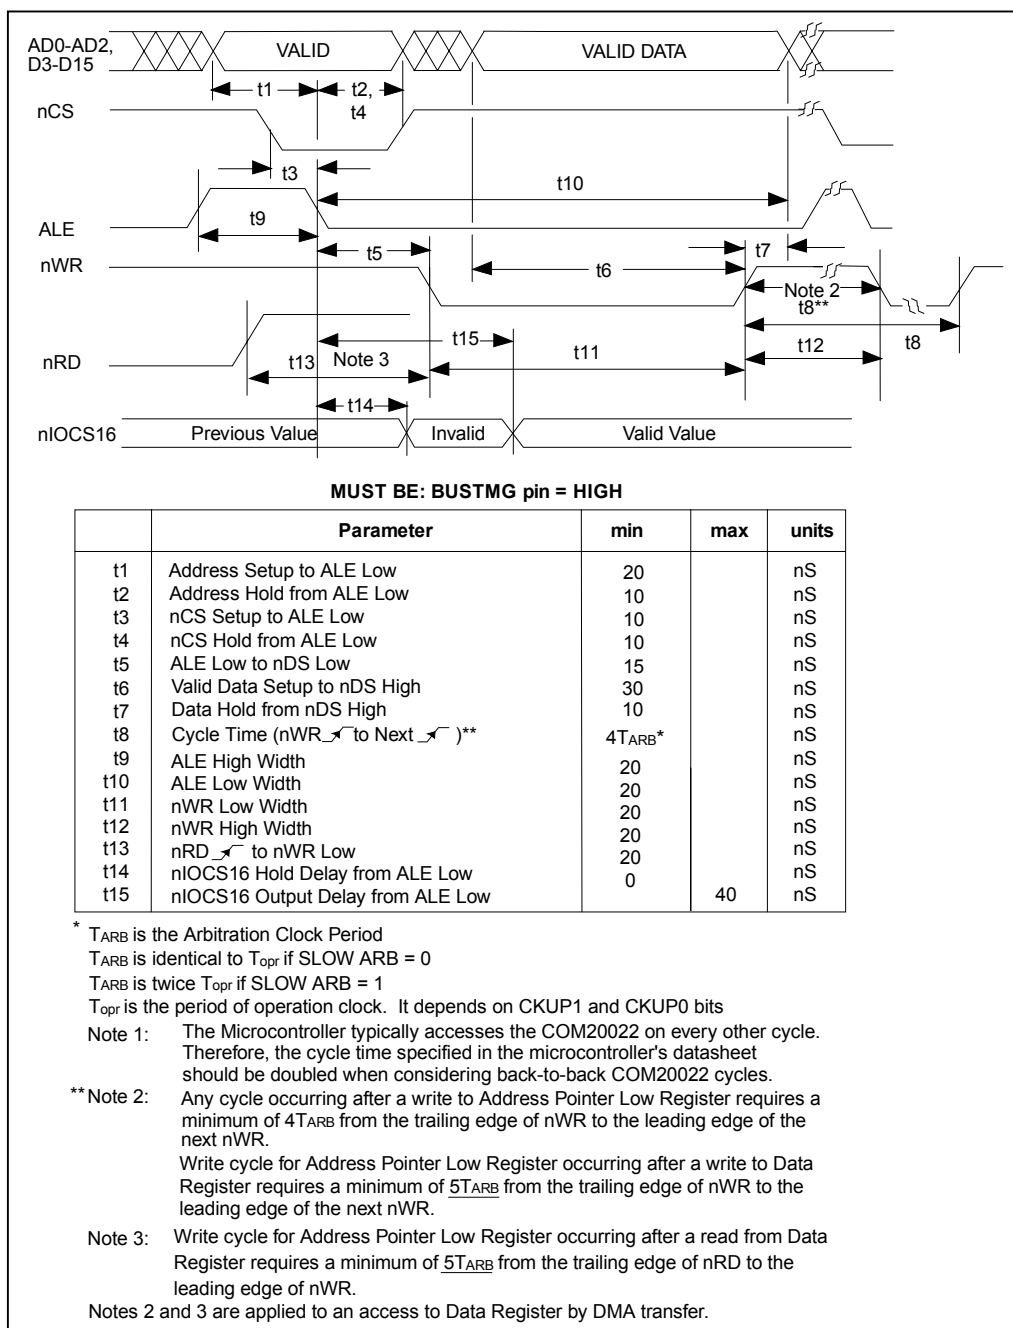 AD0-AD2,
D3-D15
VALID
VALID DATA
t1
t2,
t4
nCS
t3
t10
t9
ALE
t5
t7
nWR
t6
Note 2
t8**
t15
t8
nRD
t13
Note 3
t11
t12
t14
nIOCS16
Previous Value
Invalid
Valid Value
MUST BE: BUSTMG pin = HIGH
Parameter min max units
t1 Address Setup to ALE Low 20 nS
t2 Address Hold from ALE Low 10 nS
t3 nCS Setup to ALE Low 10 nS
t4 nCS Hold from ALE Low 10 nS
t5 ALE Low to nDS Low 15 nS
t6 Valid Data Setup to nDS High 30 nS
t7 Data Hold from nDS High 10 nS
t8 Cycle Time (nWR to Next )** 4TARB* nS
t9 ALE High Width 20 nS
t10 ALE Low Width 20 nS
t11 nWR Low Width 20 nS
t12 nWR High Width 20 nS
t13 nRD to nWR Low 20 nS
t14 nIOCS16 Hold Delay from ALE Low 0 nS
t15 nIOCS16 Output Delay from ALE Low 40 nS
* TARB is the Arbitration Clock Period
TARB is identical to Topr if SLOW ARB = 0
TARB is twice Topr if SLOW ARB = 1
Topr is the period of operation clock. It depends on CKUP1 and CKUP0 bits
Note 1: The Microcontroller typically accesses the COM20022 on every other cycle.
Therefore, the cycle time specified in the microcontroller's datasheet
should be doubled when considering back-to-back COM20022 cycles.
**Note 2: Any cycle occurring after a write to Address Pointer Low Register requires a
minimum of 4TARB from the trailing edge of nWR to the leading edge of the
next nWR.
Write cycle for Address Pointer Low Register occurring after a write to Data
Register requires a minimum of 5TARB from the trailing edge of nWR to the
leading edge of the next nWR.
Note 3: Write cycle for Address Pointer Low Register occurring after a read from Data
Register requires a minimum of 5TARB from the trailing edge of nRD to the
leading edge of nWR.
Notes 2 and 3 are applied to an access to Data Register by DMA transfer.